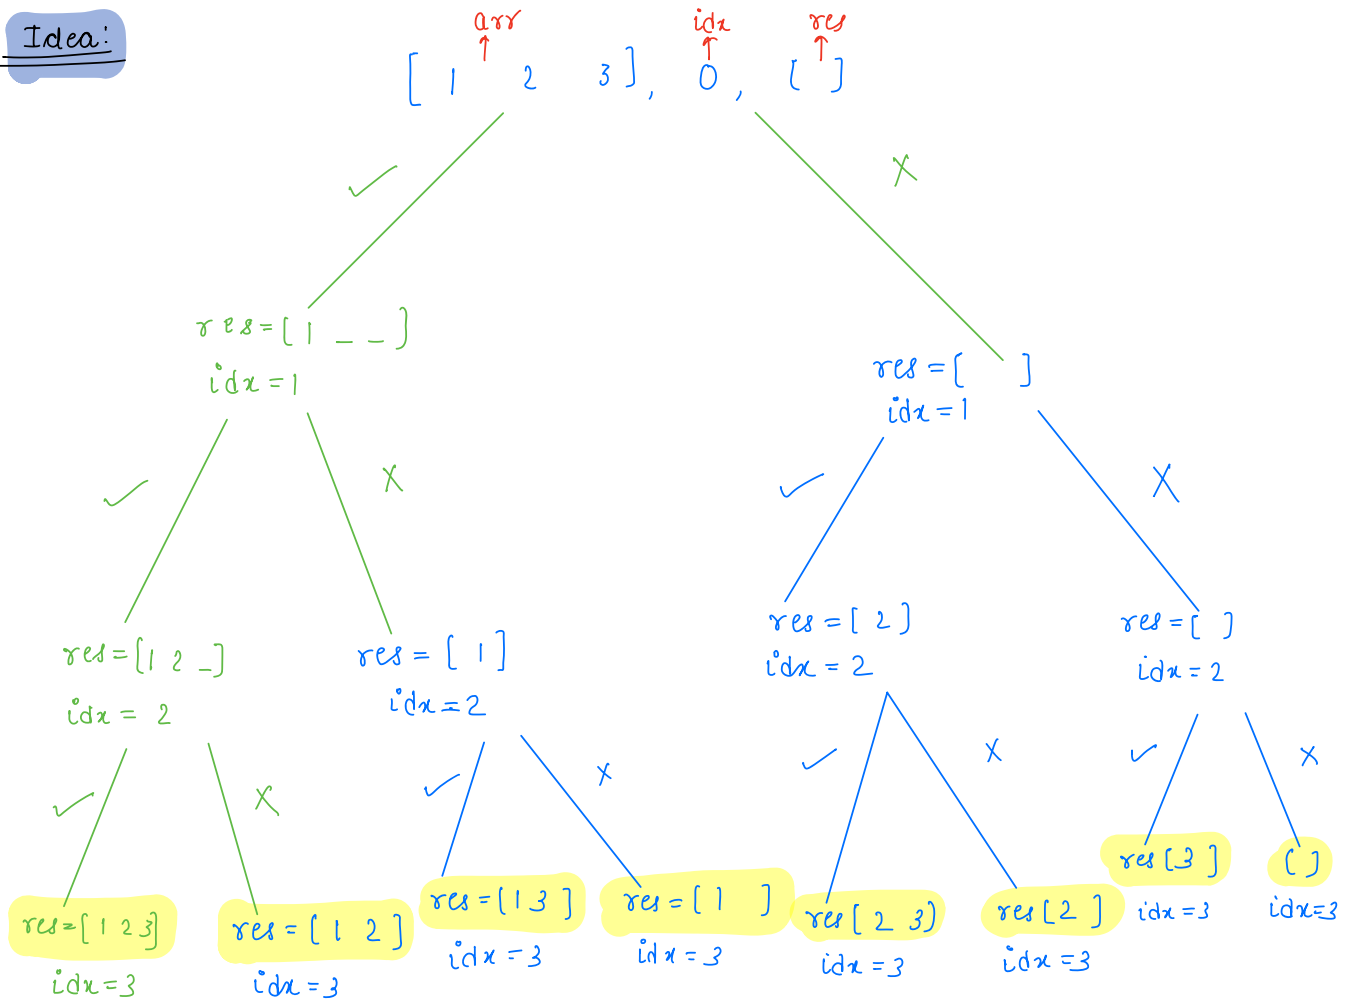 Idea:
arr idx res
[ 1 2 3 ], 0, [ ]
✓ X
res=[ 1 _ _ ]
idx=1
res=[ ]
idx=1
✓ X ✓ X
res=[1 2 _]
idx= 2
res= [ 1 ]
idx=2
res=[ 2 ]
idx=2
res=[ ]
idx=2
✓ X ✓ X ✓ X ✓ X
res=[ 1 2 3]
idx=3
res=[ 1 2 ]
idx=3
res=[1 3 ]
idx=3
res=[ 1 ]
idx=3
res[ 2 3)
idx=3
res[2 ]
idx=3
res[3 ]
idx=3
[ ]
idx=3